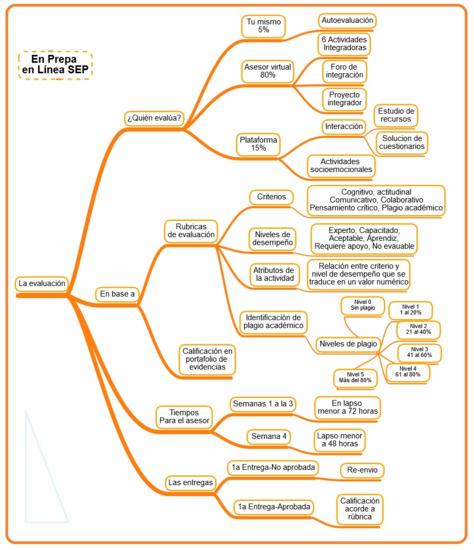 En Prepa
en Línea SEP
La evaluación
¿Quién evalúa?
Tu mismo
5%
Autoevaluación
Asesor virtual
80%
6 Actividades
Integradoras
Foro de
integración
Proyecto
integrador
Plataforma
15%
Interacción
Estudio de
recursos
Solucion de
cuestionarios
Actividades
socioemocionales
En base a
Rubricas
de evaluación
Criterios
Cognitivo, actitudinal
Comunicativo, Colaborativo
Pensamiento crítico, Plagio académico
Niveles de
desempeño
Experto, Capacitado,
Aceptable, Aprendiz,
Requiere apoyo, No evauable
Atributos de
la actividad
Relación entre criterio y
nivel de desempeño que se
traduce en un valor numérico
Identificación de
plagio académico
Niveles de plagio
Nivel 0
Sin plagio
Nivel 1
1 al 20%
Nivel 2
21 al 40%
Nivel 3
41 al 60%
Nivel 4
61 al 80%
Nivel 5
Más del 80%
Calificación en
portafolio de
evidencias
Tiempos
Para el asesor
Semanas 1 a la 3
En lapso
menor a 72 horas
Semana 4
Lapso menor
a 48 horas
Las entregas
1a Entrega-No aprobada
Re-envio
1a Entrega-Aprobada
Calificación
acorde a
rúbrica